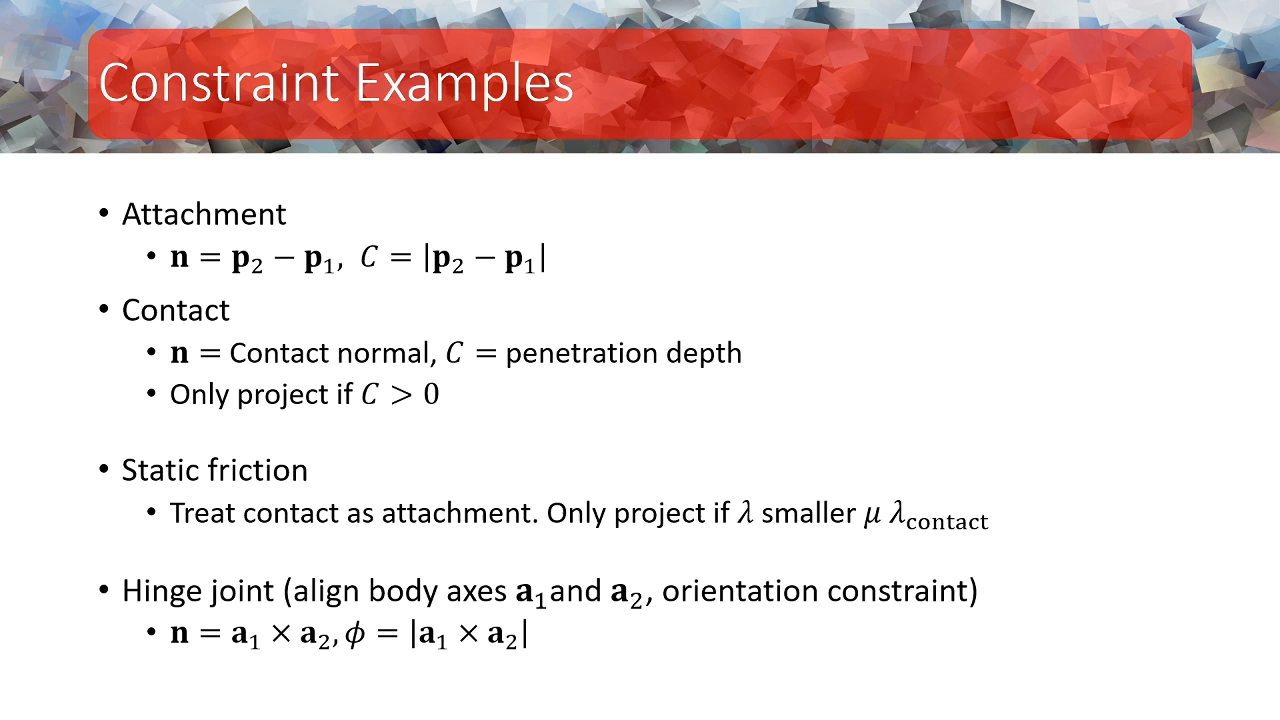 Constraint Examples
• Attachment
• 𝐧 = 𝐩₂ − 𝐩₁, 𝐶 = |𝐩₂ − 𝐩₁|
• Contact
• 𝐧 = Contact normal, 𝐶 = penetration depth
• Only project if 𝐶 > 0
• Static friction
• Treat contact as attachment. Only project if 𝜆 smaller 𝜇 𝜆_contact
• Hinge joint (align body axes 𝐚₁and 𝐚₂, orientation constraint)
• 𝐧 = 𝐚₁ × 𝐚₂, 𝜙 = |𝐚₁ × 𝐚₂|